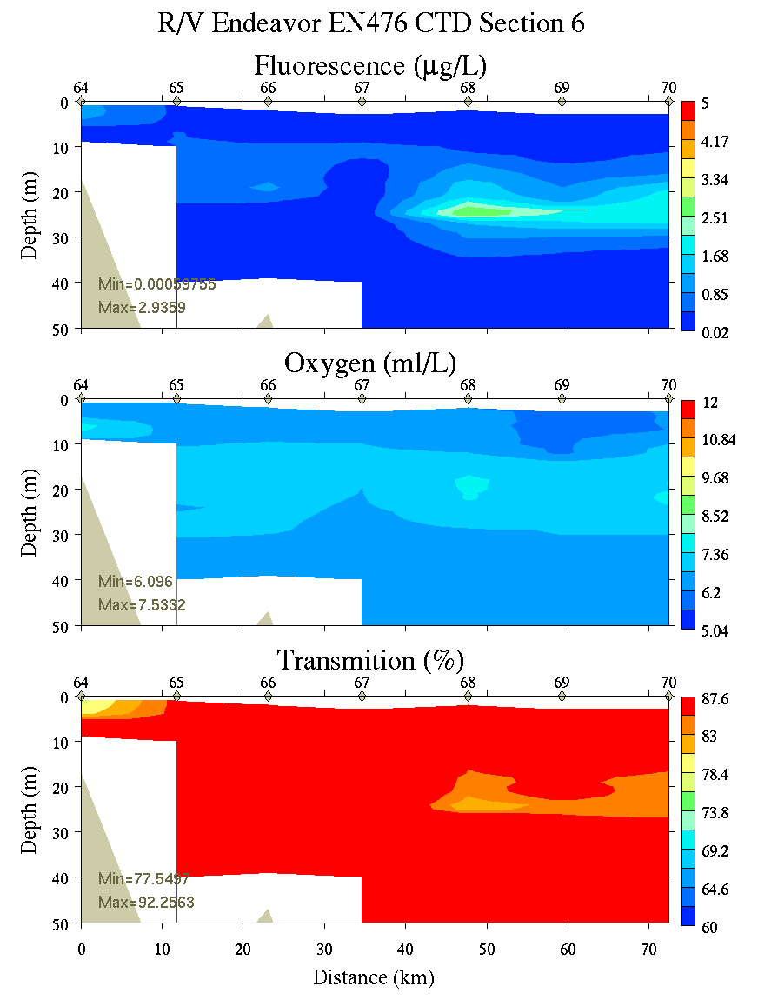 R/V Endeavor EN476 CTD Section 6
Fluorescence (μg/L)
64 65 66 67 68 69 70
0
10
20
30
40
50
Depth (m)
Min=0.00059755
Max=2.9359
5
4.17
3.34
2.51
1.68
0.85
0.02
Oxygen (ml/L)
64 65 66 67 68 69 70
0
10
20
30
40
50
Depth (m)
Min=6.096
Max=7.5332
12
10.84
9.68
8.52
7.36
6.2
5.04
Transmition (%)
64 65 66 67 68 69 70
0
10
20
30
40
50
Depth (m)
Min=77.5497
Max=92.2563
87.6
83
78.4
73.8
69.2
64.6
60
0 10 20 30 40 50 60 70
Distance (km)